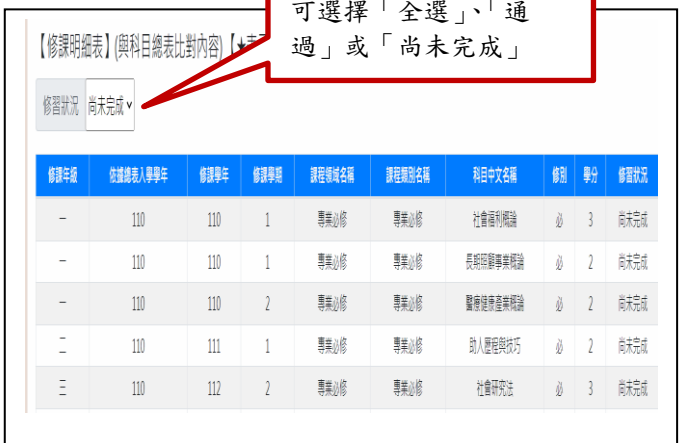 可選擇「全選」、「通
過」或「尚未完成」
【修課明細表】(與科目總表比對內容)【★
修習狀況 尚未完成
修課年級 依據總表入學學年 修課學年 修課學期 課程領域名稱 課程類別名稱 科目中文名稱 修別 學分 修習狀況
一 110 110 1 專業必修 專業必修 社會福利概論 必 3 尚未完成
一 110 110 1 專業必修 專業必修 長期照顧事業概論 必 2 尚未完成
一 110 110 2 專業必修 專業必修 醫療健康產業概論 必 2 尚未完成
二 110 111 1 專業必修 專業必修 助人歷程與技巧 必 2 尚未完成
三 110 112 2 專業必修 專業必修 社會研究法 必 3 尚未完成